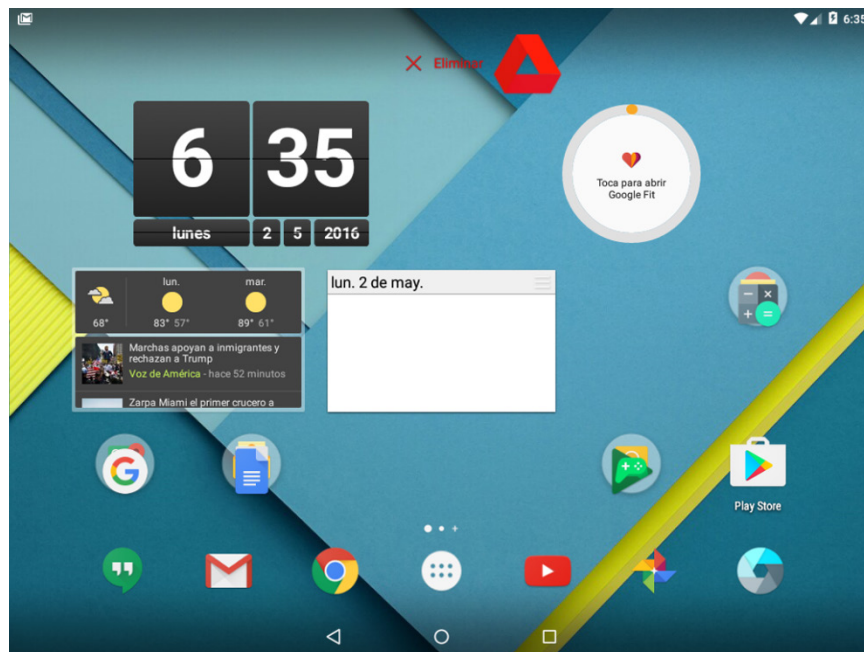 6:35
Eliminar
6 35
lunes 2 5 2016
Toca para abrir
Google Fit
lun. mar.
68° 83° 57° 89° 61°
Marchas apoyan a inmigrantes y
rechazan a Trump
Voz de América - hace 52 minutos
Zarpa Miami el primer crucero a
lun. 2 de may.
Play Store